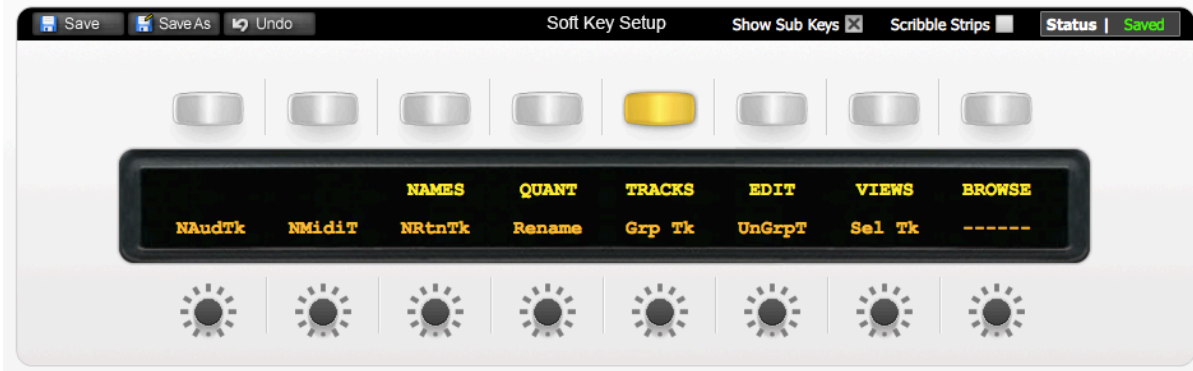 Save Save As Undo Soft Key Setup Show Sub Keys Scribble Strips Status | Saved
NAMES QUANT TRACKS EDIT VIEWS BROWSE
NAudTk NMidiT NRtnTk Rename Grp Tk UnGrpT Sel Tk ------